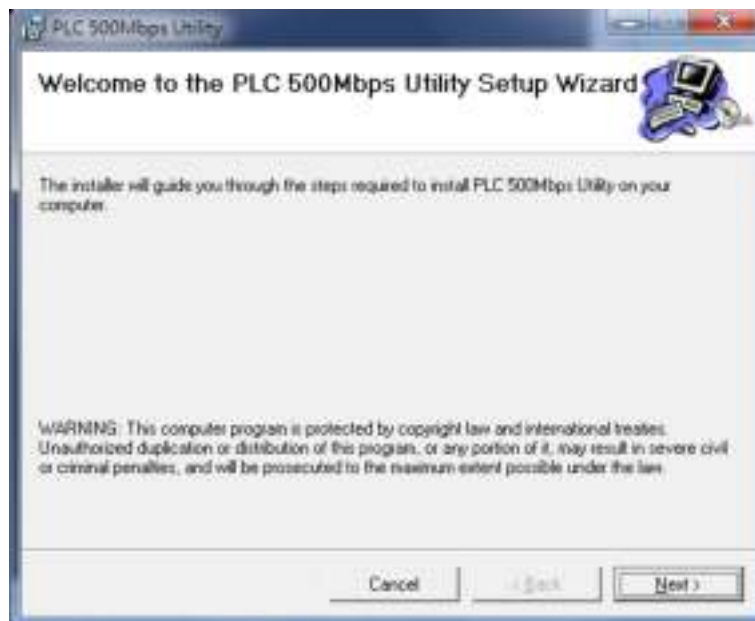 PLC 500Mbps Utility
Welcome to the PLC 500Mbps Utility Setup Wizard
The installer will guide you through the steps required to install PLC 500Mbps Utility on your
computer.
WARNING: This computer program is protected by copyright law and international treaties.
Unauthorized duplication or distribution of this program, or any portion of it, may result in severe civil
or criminal penalties, and will be prosecuted to the maximum extent possible under the law.
Cancel
< Back
Next >